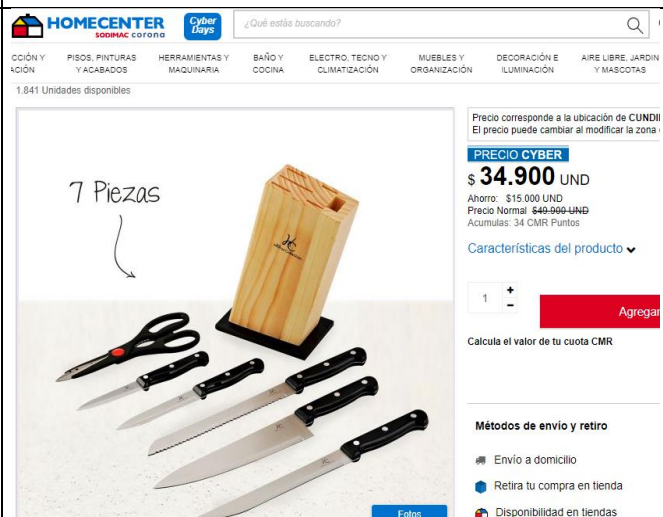 HOMECENTER
SODIMAC corona
Cyber
Days
¿Qué estás buscando?
CCIÓN Y
ACIÓN
PISOS, PINTURAS
Y ACABADOS
HERRAMIENTAS Y
MAQUINARIA
BAÑO Y
COCINA
ELECTRO, TECNO Y
CLIMATIZACIÓN
MUEBLES Y
ORGANIZACIÓN
DECORACIÓN E
ILUMINACIÓN
AIRE LIBRE, JARDIN
Y MASCOTAS
1.841 Unidades disponibles
7 Piezas
HC
Fotos
Precio corresponde a la ubicación de CUNDI
El precio puede cambiar al modificar la zona
PRECIO CYBER
$ 34.900 UND
Ahorro: $15.000 UND
Precio Normal $49.900 UND
Acumulas: 34 CMR Puntos
Características del producto
1
+
-
Agregar
Calcula el valor de tu cuota CMR
Métodos de envío y retiro
Envío a domicilio
Retira tu compra en tienda
Disponibilidad en tiendas